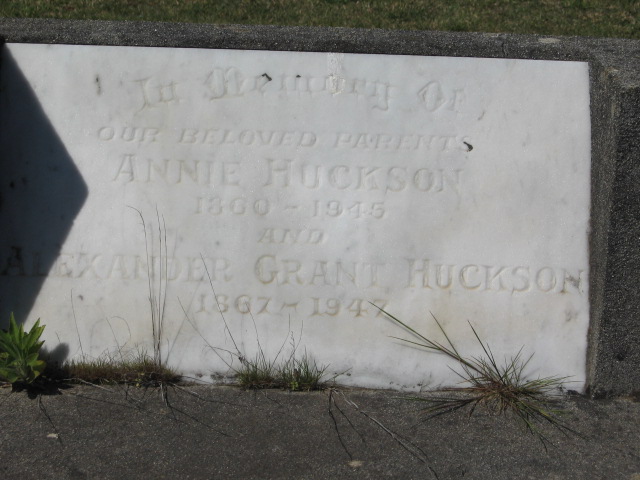 In Memory Of
OUR BELOVED PARENTS
ANNIE HUCKSON
1860 - 1945
AND
ALEXANDER GRANT HUCKSON
1867 - 1947